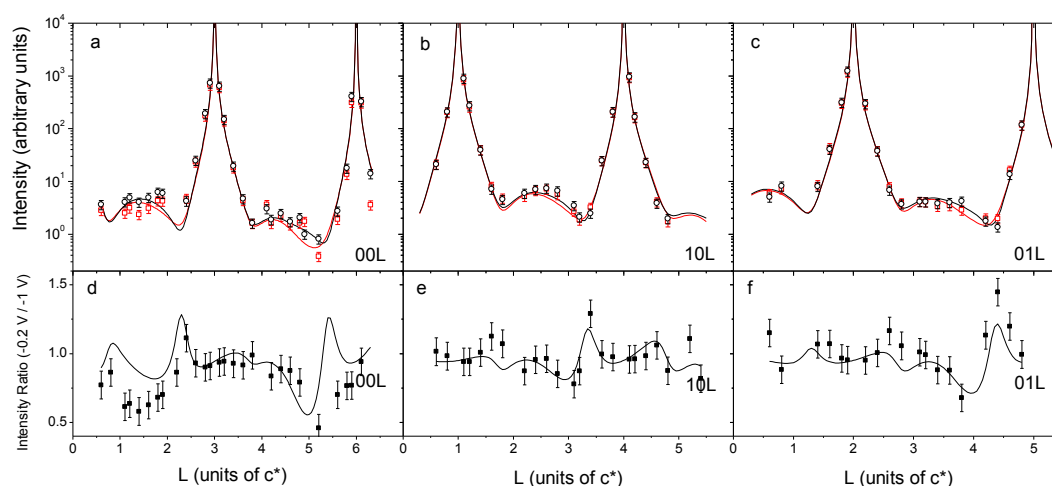 a
b
c
Intensity (arbitrary units)
10⁴
10³
10²
10¹
10⁰
00L
10L
01L
d
e
f
Intensity Ratio (-0.2 V / -1 V)
1.5
1.0
0.5
00L
10L
01L
0 1 2 3 4 5 6
1 2 3 4 5
0 1 2 3 4 5
L (units of c*)
L (units of c*)
L (units of c*)